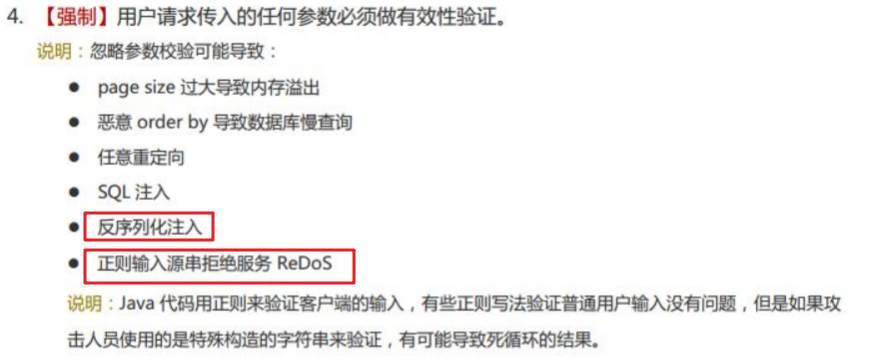 4. 【强制】用户请求传入的任何参数必须做有效性验证。
说明：忽略参数校验可能导致：
● page size 过大导致内存溢出
● 恶意 order by 导致数据库慢查询
● 任意重定向
● SQL 注入
● 反序列化注入
● 正则输入源串拒绝服务 ReDoS
说明：Java 代码用正则来验证客户端的输入，有些正则写法验证普通用户输入没有问题，但是如果攻
击人员使用的是特殊构造的字符串来验证，有可能导致死循环的结果。